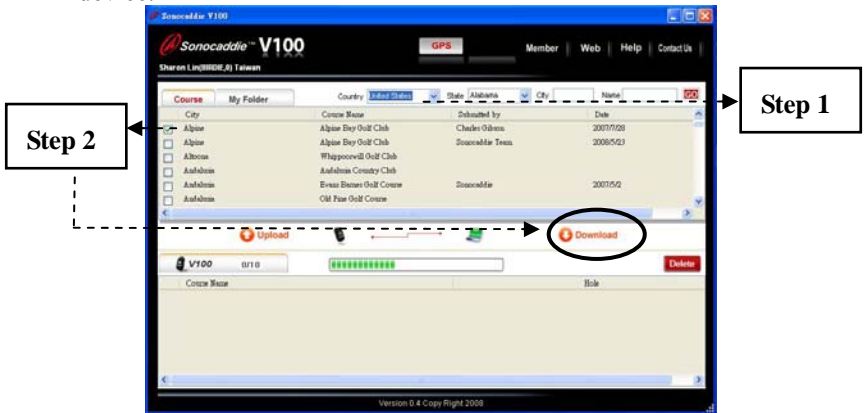 Sonocaddie V100
Sonocaddie™ V100
GPS
Member | Web | Help | Contact Us |
Sharon Lin(BIRDIE,0) Taiwan
Course
My Folder
Country United States State Alabama City Name GO
Step 1
City Course Name Submitted by Date
Alpine Alpine Bay Golf Club Charles Gibson 2007/7/28
Step 2
Alpine Alpine Bay Golf Club Sonocaddie Team 2008/5/23
Altoona Whippoorwill Golf Club
Andalusia Andalusia Country Club
Andalusia Evans Barnes Golf Course Sonocaddie 2007/5/2
Andalusia Old Pine Golf Course
Upload
Download
V100 0/10
Delete
Course Name Hole
Version 0.4 Copy Right 2008